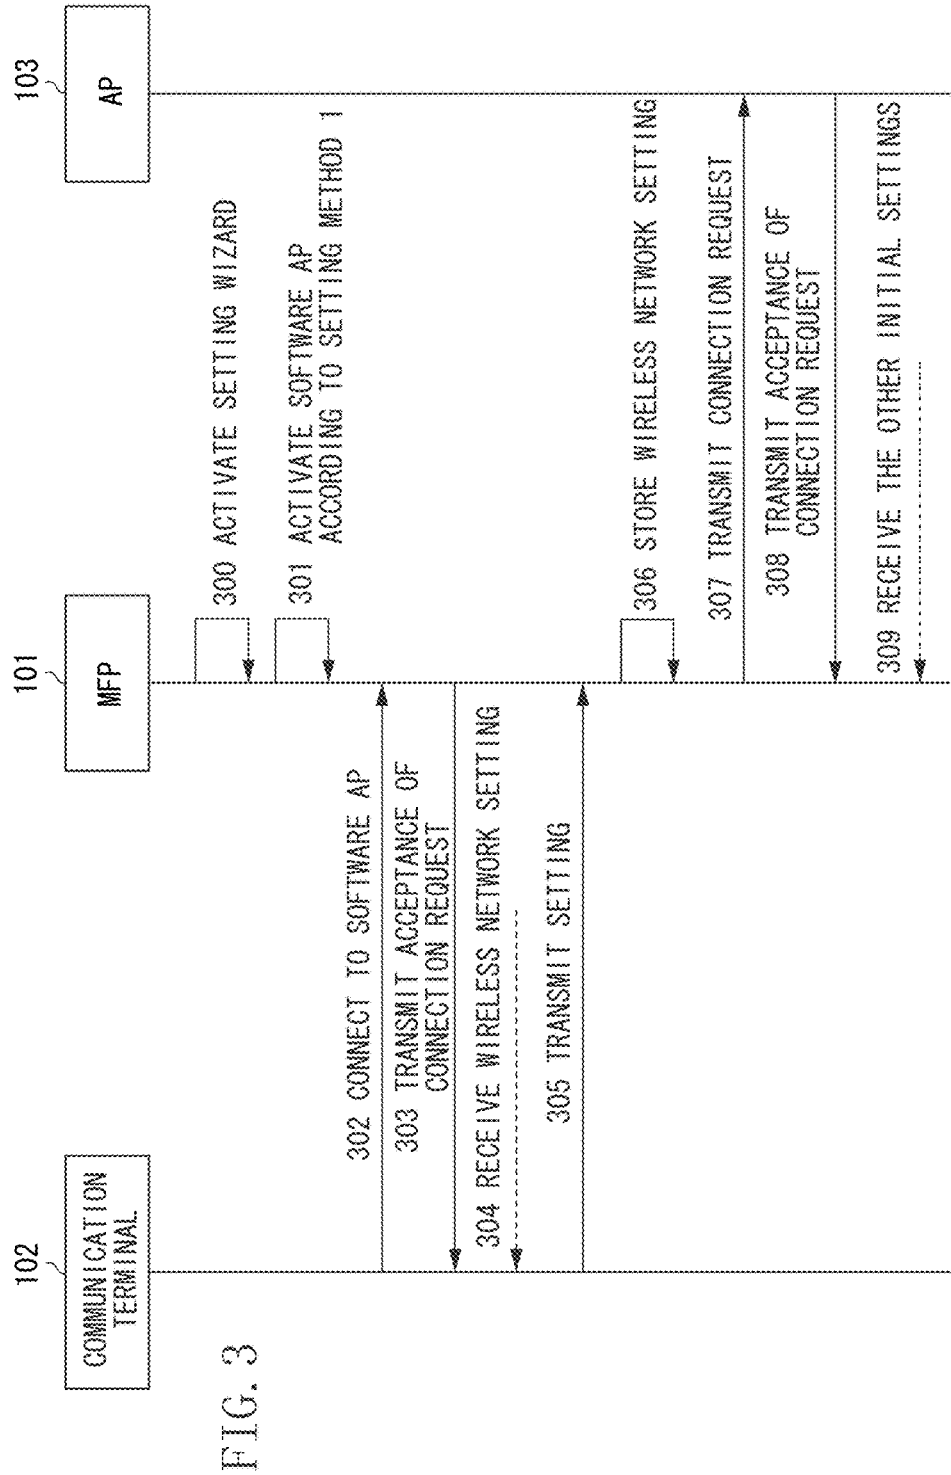 FIG. 3
102
COMMUNICATION
TERMINAL
101
MFP
103
AP
300 ACTIVATE SETTING WIZARD
301 ACTIVATE SOFTWARE AP
ACCORDING TO SETTING METHOD 1
302 CONNECT TO SOFTWARE AP
303 TRANSMIT ACCEPTANCE OF
CONNECTION REQUEST
304 RECEIVE WIRELESS NETWORK SETTING
305 TRANSMIT SETTING
306 STORE WIRELESS NETWORK SETTING
307 TRANSMIT CONNECTION REQUEST
308 TRANSMIT ACCEPTANCE OF
CONNECTION REQUEST
309 RECEIVE THE OTHER INITIAL SETTINGS